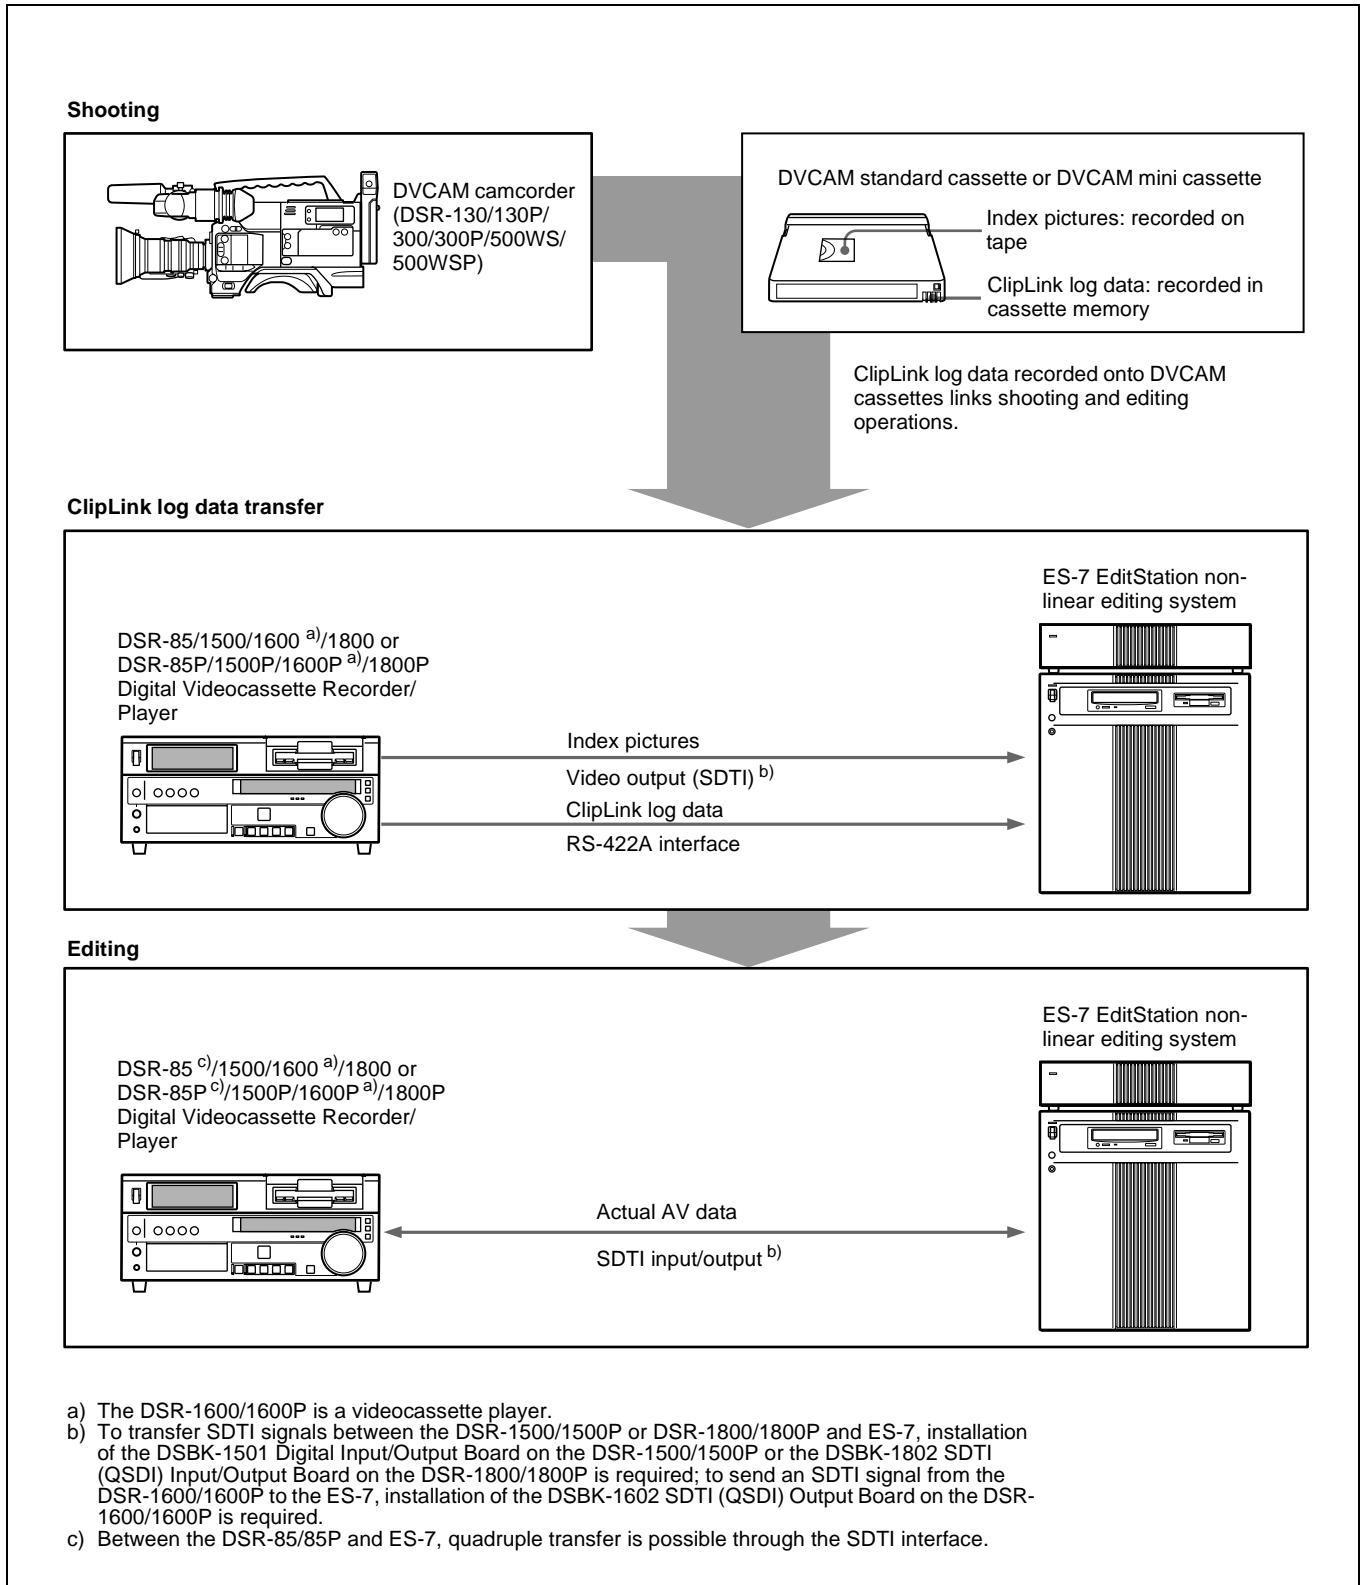 Shooting
DVCAM camcorder
(DSR-130/130P/
300/300P/500WS/
500WSP)
DVCAM standard cassette or DVCAM mini cassette
Index pictures: recorded on
tape
ClipLink log data: recorded in
cassette memory
ClipLink log data recorded onto DVCAM
cassettes links shooting and editing
operations.
ClipLink log data transfer
ES-7 EditStation non-
linear editing system
DSR-85/1500/1600 a)/1800 or
DSR-85P/1500P/1600P a)/1800P
Digital Videocassette Recorder/
Player
Index pictures
Video output (SDTI) b)
ClipLink log data
RS-422A interface
Editing
ES-7 EditStation non-
linear editing system
DSR-85 c)/1500/1600 a)/1800 or
DSR-85P c)/1500P/1600P a)/1800P
Digital Videocassette Recorder/
Player
Actual AV data
SDTI input/output b)
a) The DSR-1600/1600P is a videocassette player.
b) To transfer SDTI signals between the DSR-1500/1500P or DSR-1800/1800P and ES-7, installation
of the DSBK-1501 Digital Input/Output Board on the DSR-1500/1500P or the DSBK-1802 SDTI
(QSDI) Input/Output Board on the DSR-1800/1800P is required; to send an SDTI signal from the
DSR-1600/1600P to the ES-7, installation of the DSBK-1602 SDTI (QSDI) Output Board on the DSR-
1600/1600P is required.
c) Between the DSR-85/85P and ES-7, quadruple transfer is possible through the SDTI interface.